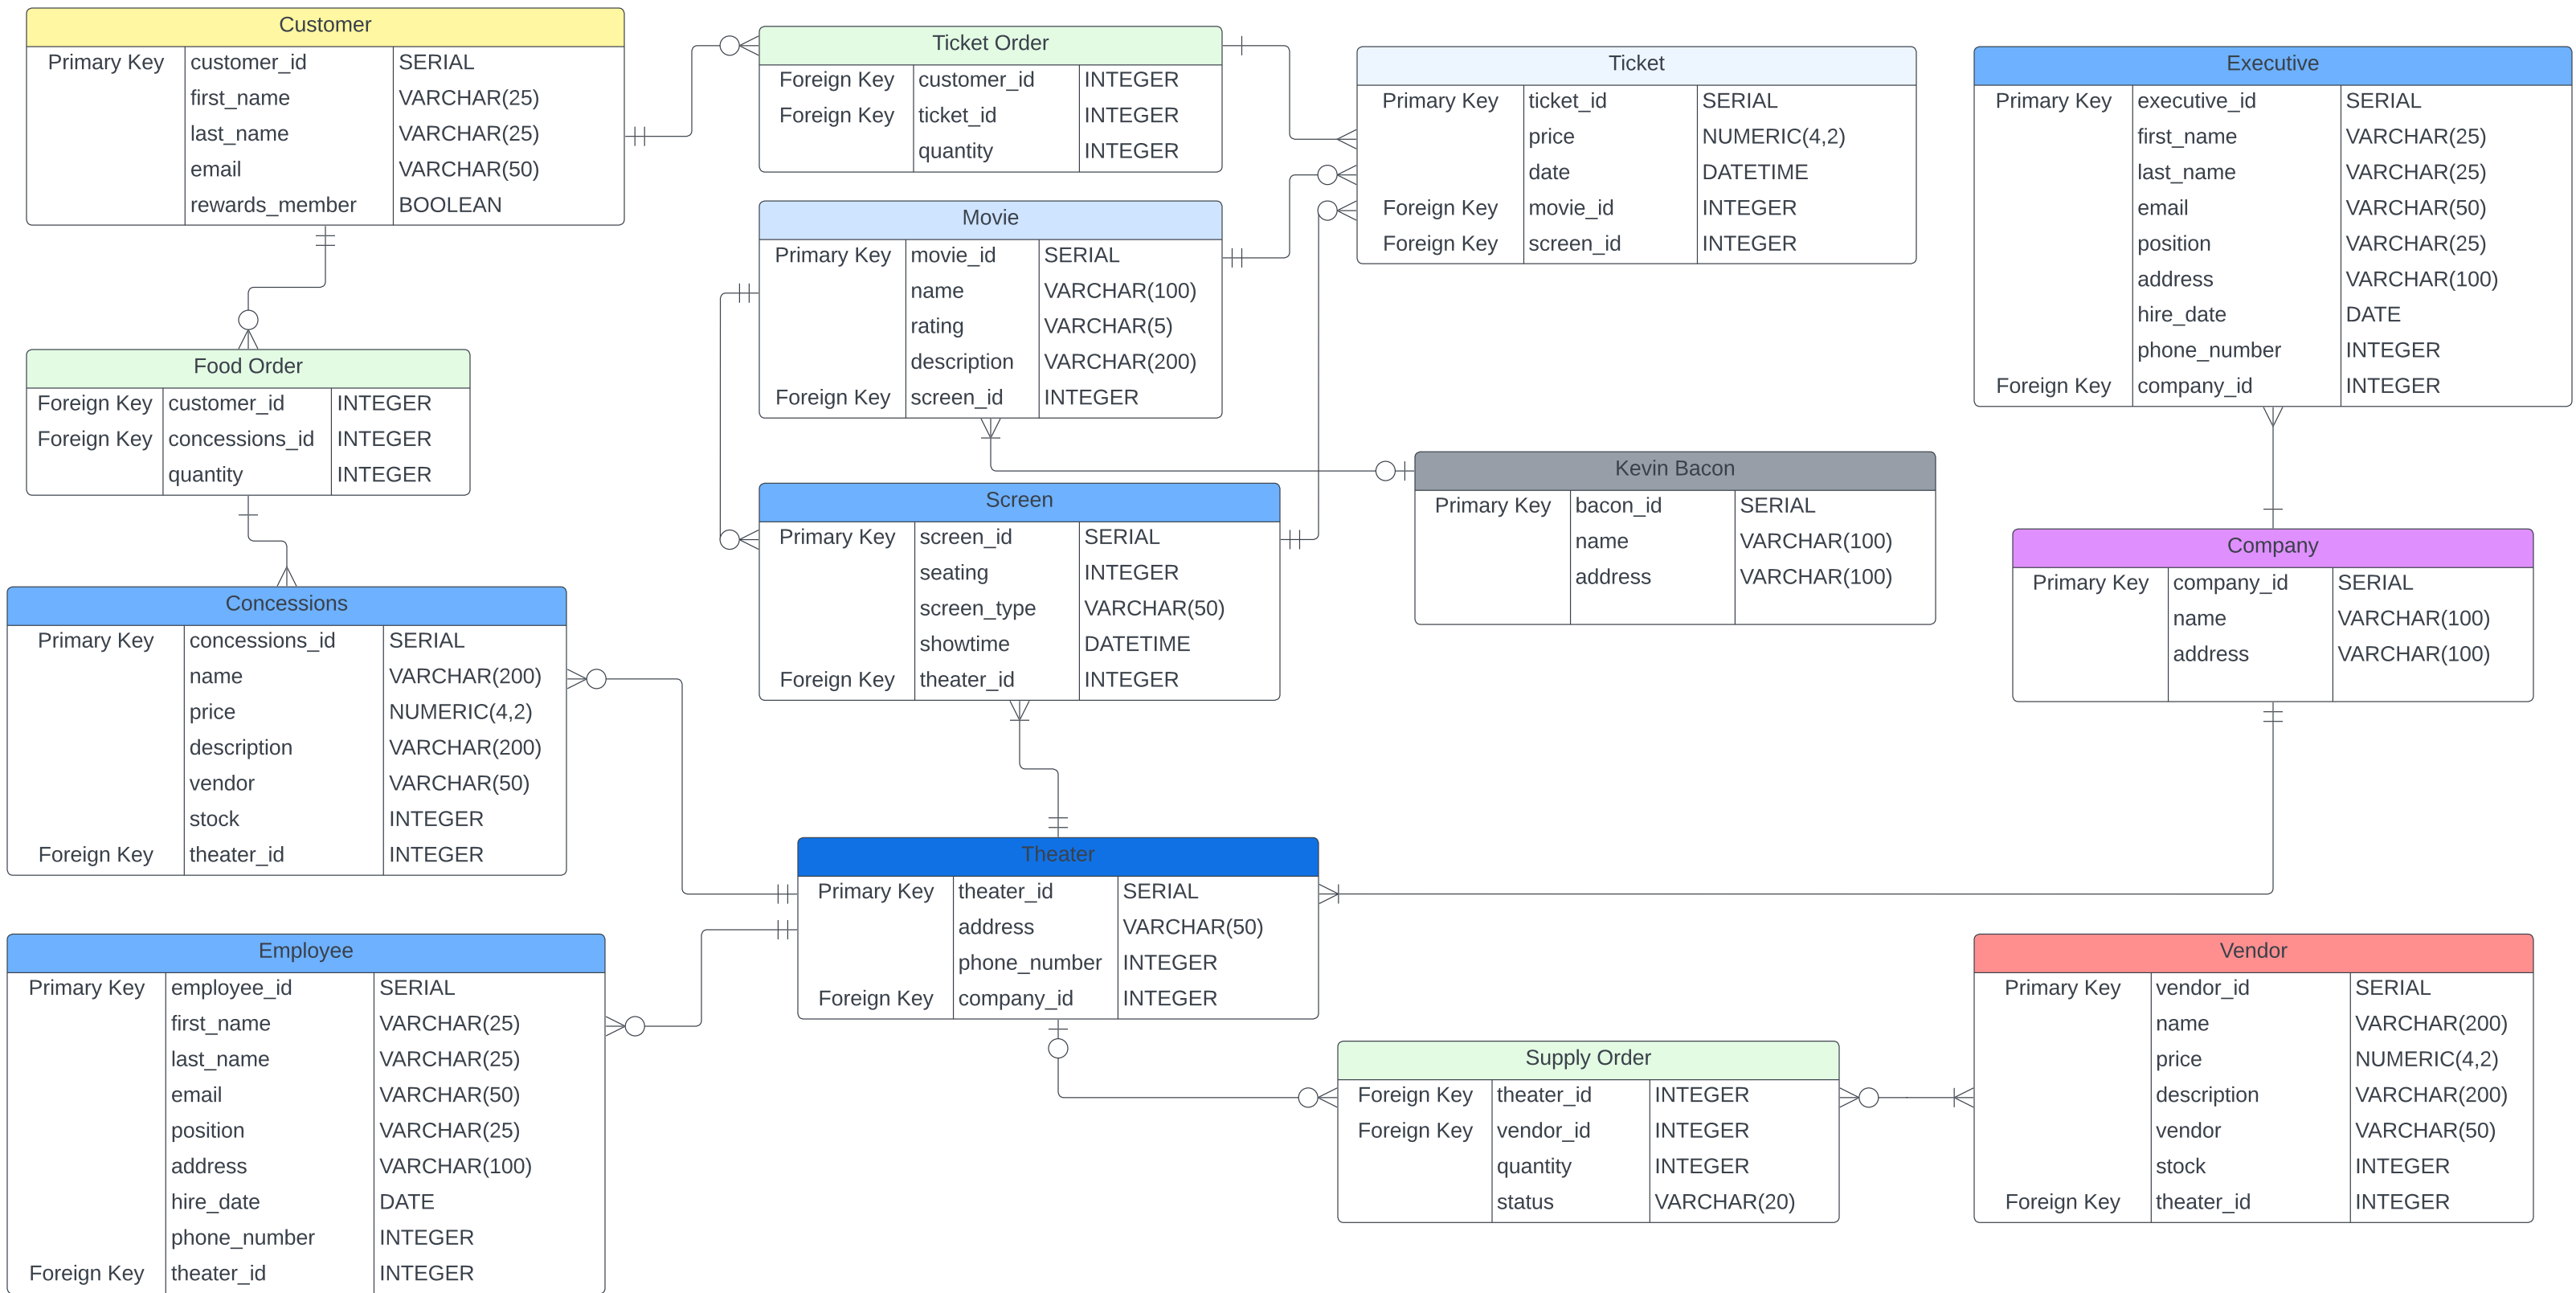 Customer
Primary Key customer_id SERIAL
first_name VARCHAR(25)
last_name VARCHAR(25)
email VARCHAR(50)
rewards_member BOOLEAN
Ticket Order
Foreign Key customer_id INTEGER
Foreign Key ticket_id INTEGER
quantity INTEGER
Ticket
Primary Key ticket_id SERIAL
price NUMERIC(4,2)
date DATETIME
Foreign Key movie_id INTEGER
Foreign Key screen_id INTEGER
Executive
Primary Key executive_id SERIAL
first_name VARCHAR(25)
last_name VARCHAR(25)
email VARCHAR(50)
position VARCHAR(25)
address VARCHAR(100)
hire_date DATE
phone_number INTEGER
Foreign Key company_id INTEGER
Movie
Primary Key movie_id SERIAL
name VARCHAR(100)
rating VARCHAR(5)
description VARCHAR(200)
Foreign Key screen_id INTEGER
Food Order
Foreign Key customer_id INTEGER
Foreign Key concessions_id INTEGER
quantity INTEGER
Kevin Bacon
Primary Key bacon_id SERIAL
name VARCHAR(100)
address VARCHAR(100)
Screen
Primary Key screen_id SERIAL
seating INTEGER
screen_type VARCHAR(50)
showtime DATETIME
Foreign Key theater_id INTEGER
Company
Primary Key company_id SERIAL
name VARCHAR(100)
address VARCHAR(100)
Concessions
Primary Key concessions_id SERIAL
name VARCHAR(200)
price NUMERIC(4,2)
description VARCHAR(200)
vendor VARCHAR(50)
stock INTEGER
Foreign Key theater_id INTEGER
Theater
Primary Key theater_id SERIAL
address VARCHAR(50)
phone_number INTEGER
Foreign Key company_id INTEGER
Employee
Primary Key employee_id SERIAL
first_name VARCHAR(25)
last_name VARCHAR(25)
email VARCHAR(50)
position VARCHAR(25)
address VARCHAR(100)
hire_date DATE
phone_number INTEGER
Foreign Key theater_id INTEGER
Supply Order
Foreign Key theater_id INTEGER
Foreign Key vendor_id INTEGER
quantity INTEGER
status VARCHAR(20)
Vendor
Primary Key vendor_id SERIAL
name VARCHAR(200)
price NUMERIC(4,2)
description VARCHAR(200)
vendor VARCHAR(50)
stock INTEGER
Foreign Key theater_id INTEGER